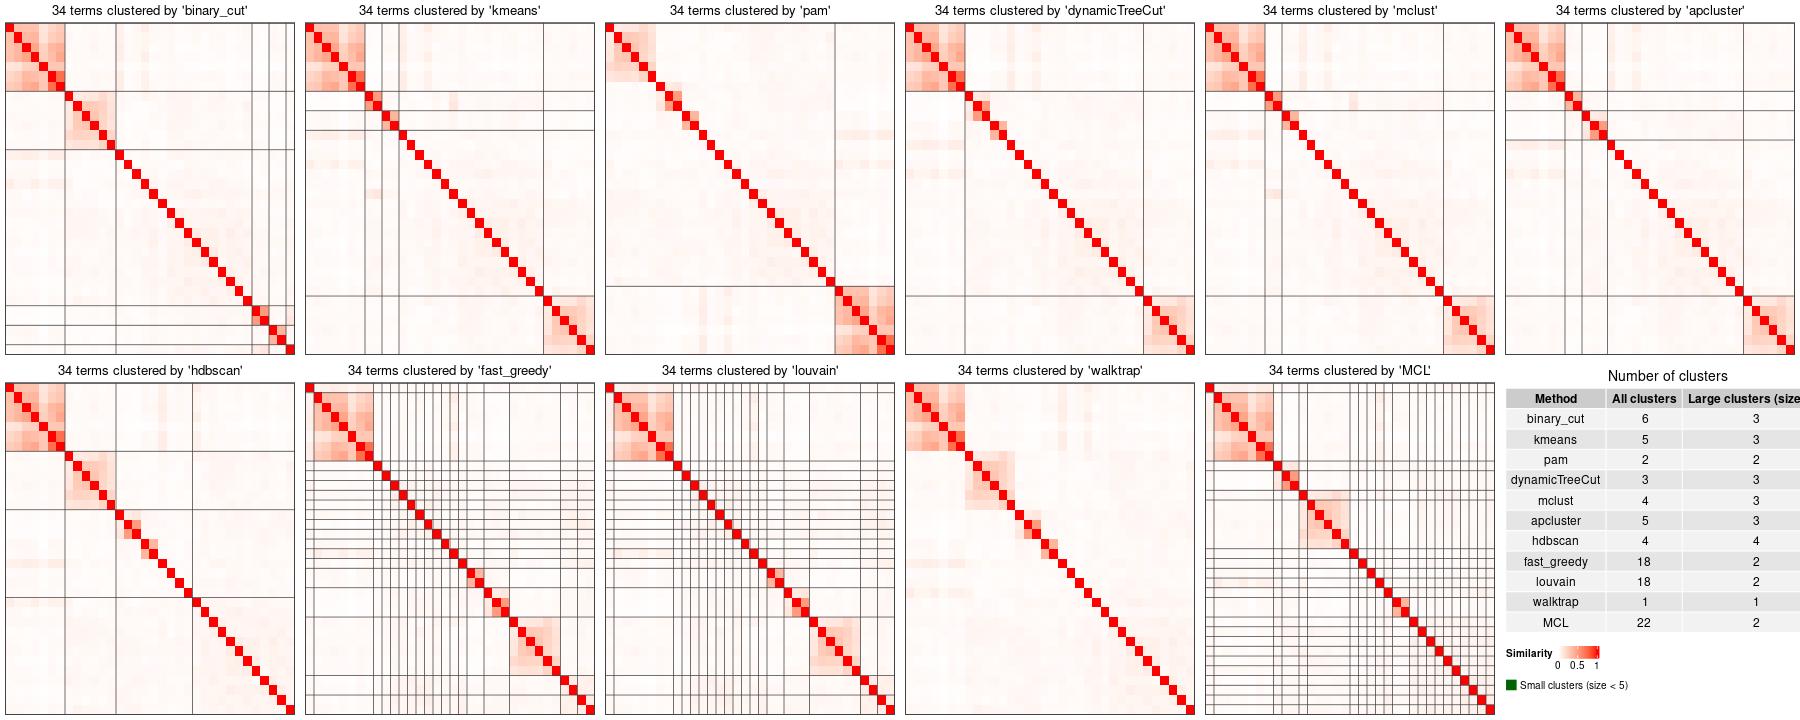 34 terms clustered by 'binary_cut'
34 terms clustered by 'kmeans'
34 terms clustered by 'pam'
34 terms clustered by 'dynamicTreeCut'
34 terms clustered by 'mclust'
34 terms clustered by 'apcluster'
34 terms clustered by 'hdbscan'
34 terms clustered by 'fast_greedy'
34 terms clustered by 'louvain'
34 terms clustered by 'walktrap'
34 terms clustered by 'MCL'
Number of clusters
Method All clusters Large clusters (size
binary_cut 6 3
kmeans 5 3
pam 2 2
dynamicTreeCut 3 3
mclust 4 3
apcluster 5 3
hdbscan 4 4
fast_greedy 18 2
louvain 18 2
walktrap 1 1
MCL 22 2
Similarity
0 0.5 1
Small clusters (size < 5)